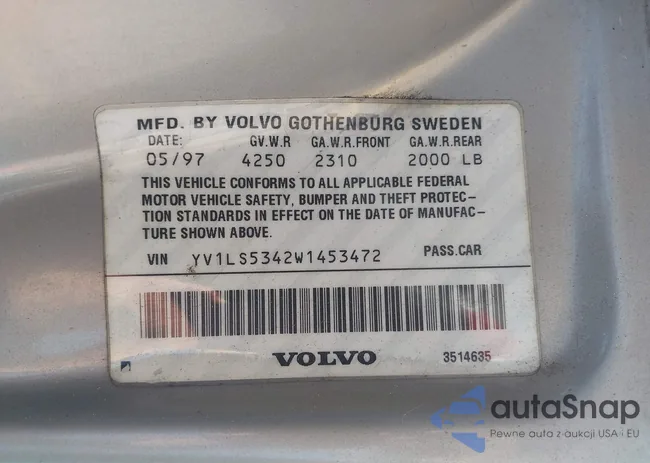 MFD. BY VOLVO GOTHENBURG SWEDEN
DATE: GV.W.R GA.W.R.FRONT GA.W.R.REAR
05/97 4250 2310 2000 LB
THIS VEHICLE CONFORMS TO ALL APPLICABLE FEDERAL
MOTOR VEHICLE SAFETY, BUMPER AND THEFT PROTEC-
TION STANDARDS IN EFFECT ON THE DATE OF MANUFAC-
TURE SHOWN ABOVE.
VIN YV1LS5342W1453472 PASS.CAR
VOLVO 3514635
autaSnap
Pewne auta z aukcji USA i EU